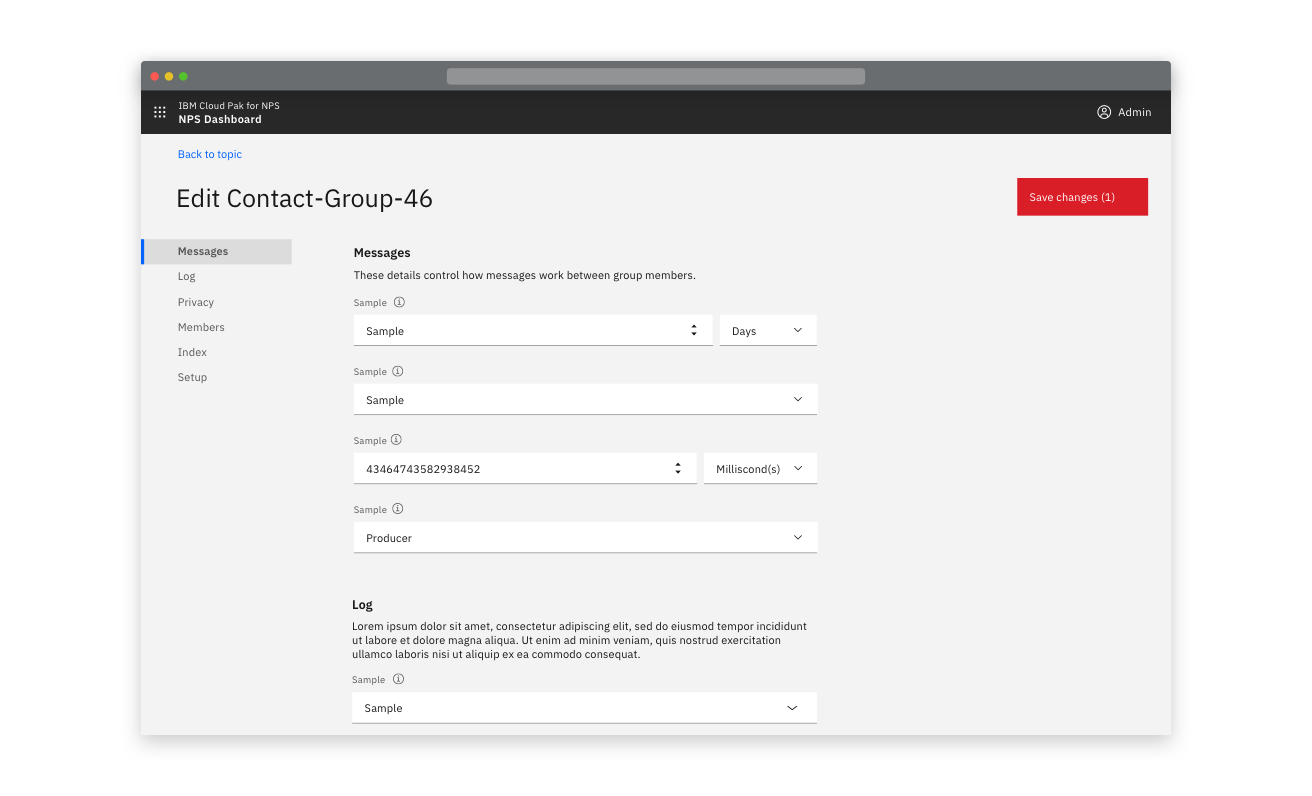 IBM Cloud Pak for NPS
NPS Dashboard
Admin
Back to topic
Edit Contact-Group-46
Save changes (1)
Messages
Log
Privacy
Members
Index
Setup
Messages
These details control how messages work between group members.
Sample
Sample
Days
Sample
Sample
Sample
43464743582938452
Milliscond(s)
Sample
Producer
Log
Lorem ipsum dolor sit amet, consectetur adipiscing elit, sed do eiusmod tempor incididunt
ut labore et dolore magna aliqua. Ut enim ad minim veniam, quis nostrud exercitation
ullamco laboris nisi ut aliquip ex ea commodo consequat.
Sample
Sample